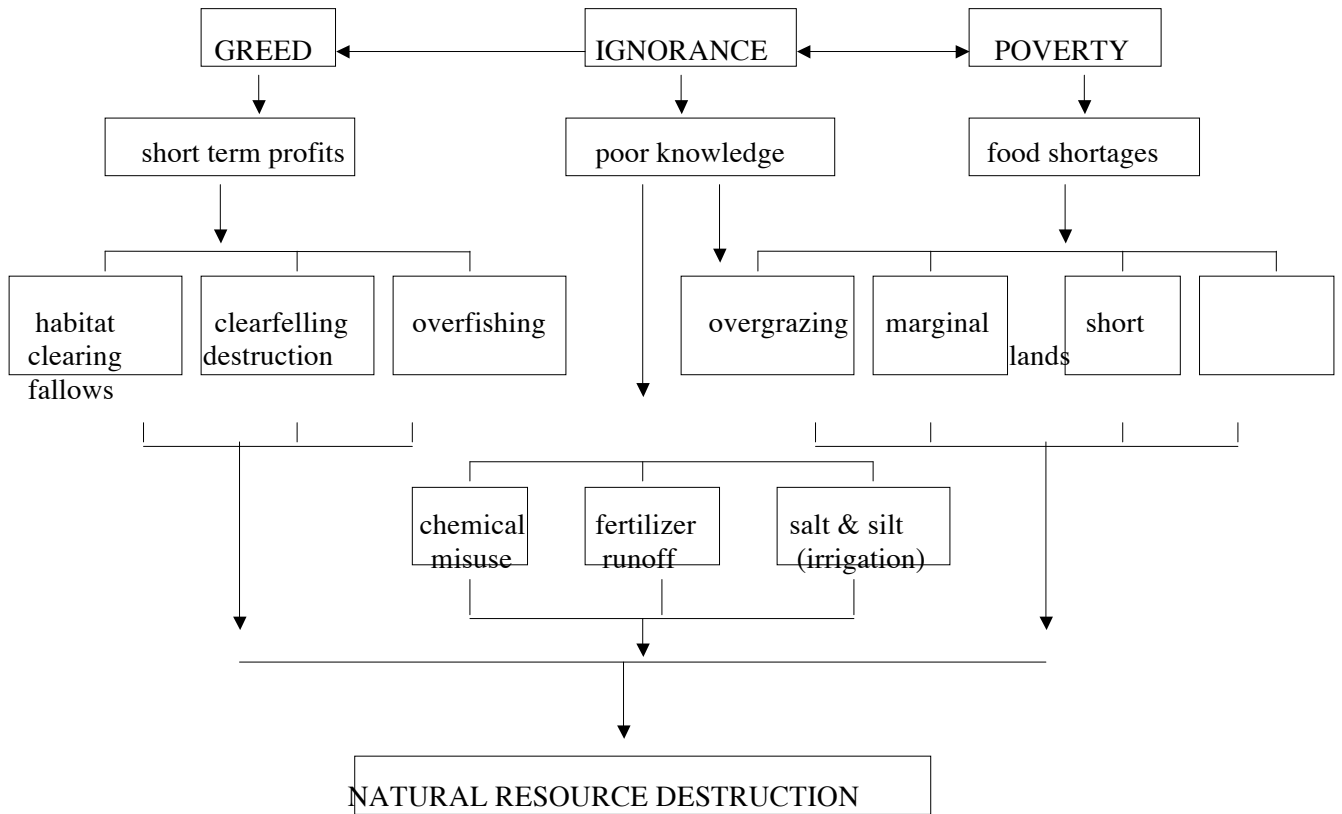 GREED IGNORANCE POVERTY
short term profits poor knowledge food shortages
habitat clearfelling overfishing overgrazing marginal short
clearing destruction lands
fallows
chemical fertilizer salt & silt
misuse runoff (irrigation)
NATURAL RESOURCE DESTRUCTION